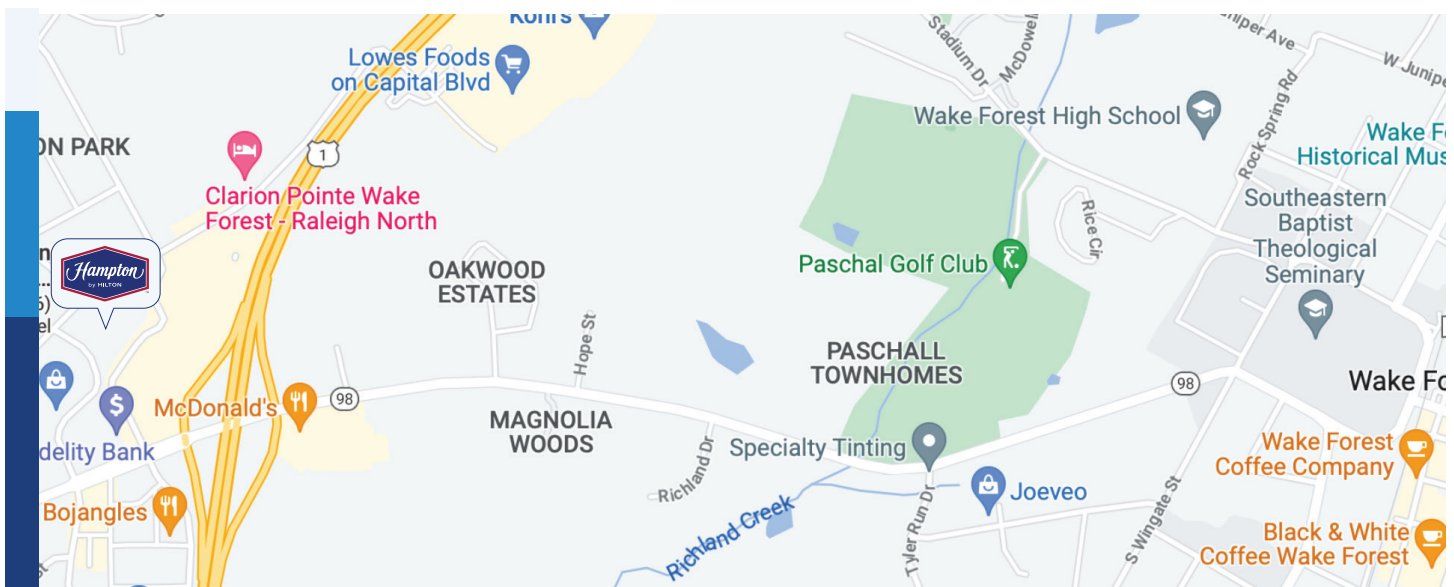 Kohl's
Lowes Foods
on Capital Blvd
Stadium Dr
McDowell
Juniper Ave
W Junipe
ON PARK
1
Clarion Pointe Wake
Forest - Raleigh North
Wake Forest High School
Rock Spring Rd
Wake Fo
Historical Mus
Southeastern
Baptist
Theological
Seminary
Rice Cir
Hampton
by HILTON
OAKWOOD
ESTATES
Paschal Golf Club
Hope St
PASCHALL
TOWNHOMES
98
98
Wake Fo
McDonald's
delity Bank
MAGNOLIA
WOODS
Richland Dr
Specialty Tinting
Wake Forest
Coffee Company
Bojangles
Richland Creek
Joeveo
Tyler Run Dr
S Wingate St
Black & White
Coffee Wake Forest